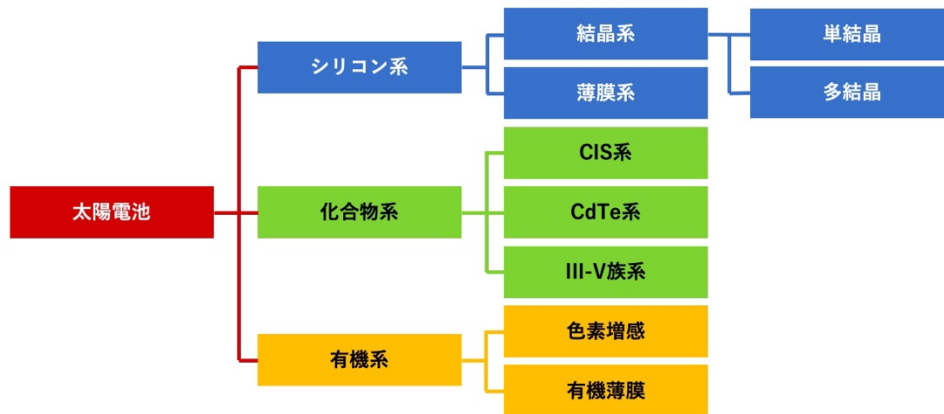 太陽電池
シリコン系
結晶系
単結晶
多結晶
薄膜系
化合物系
CIS系
CdTe系
III-V族系
有機系
色素増感
有機薄膜